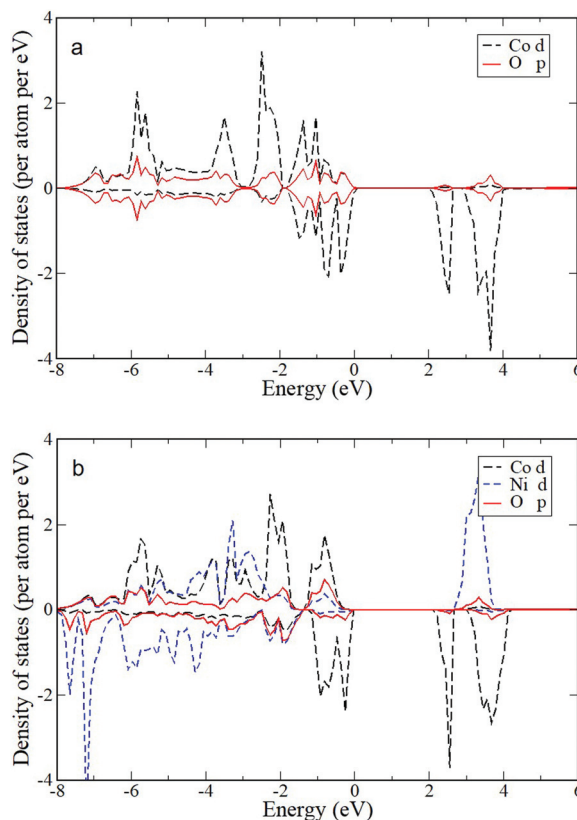 a
Co d
O p
4
2
0
-2
-4
Density of states (per atom per eV)
-8 -6 -4 -2 0 2 4 6
Energy (eV)
b
Co d
Ni d
O p
4
2
0
-2
-4
Density of states (per atom per eV)
-8 -6 -4 -2 0 2 4 6
Energy (eV)